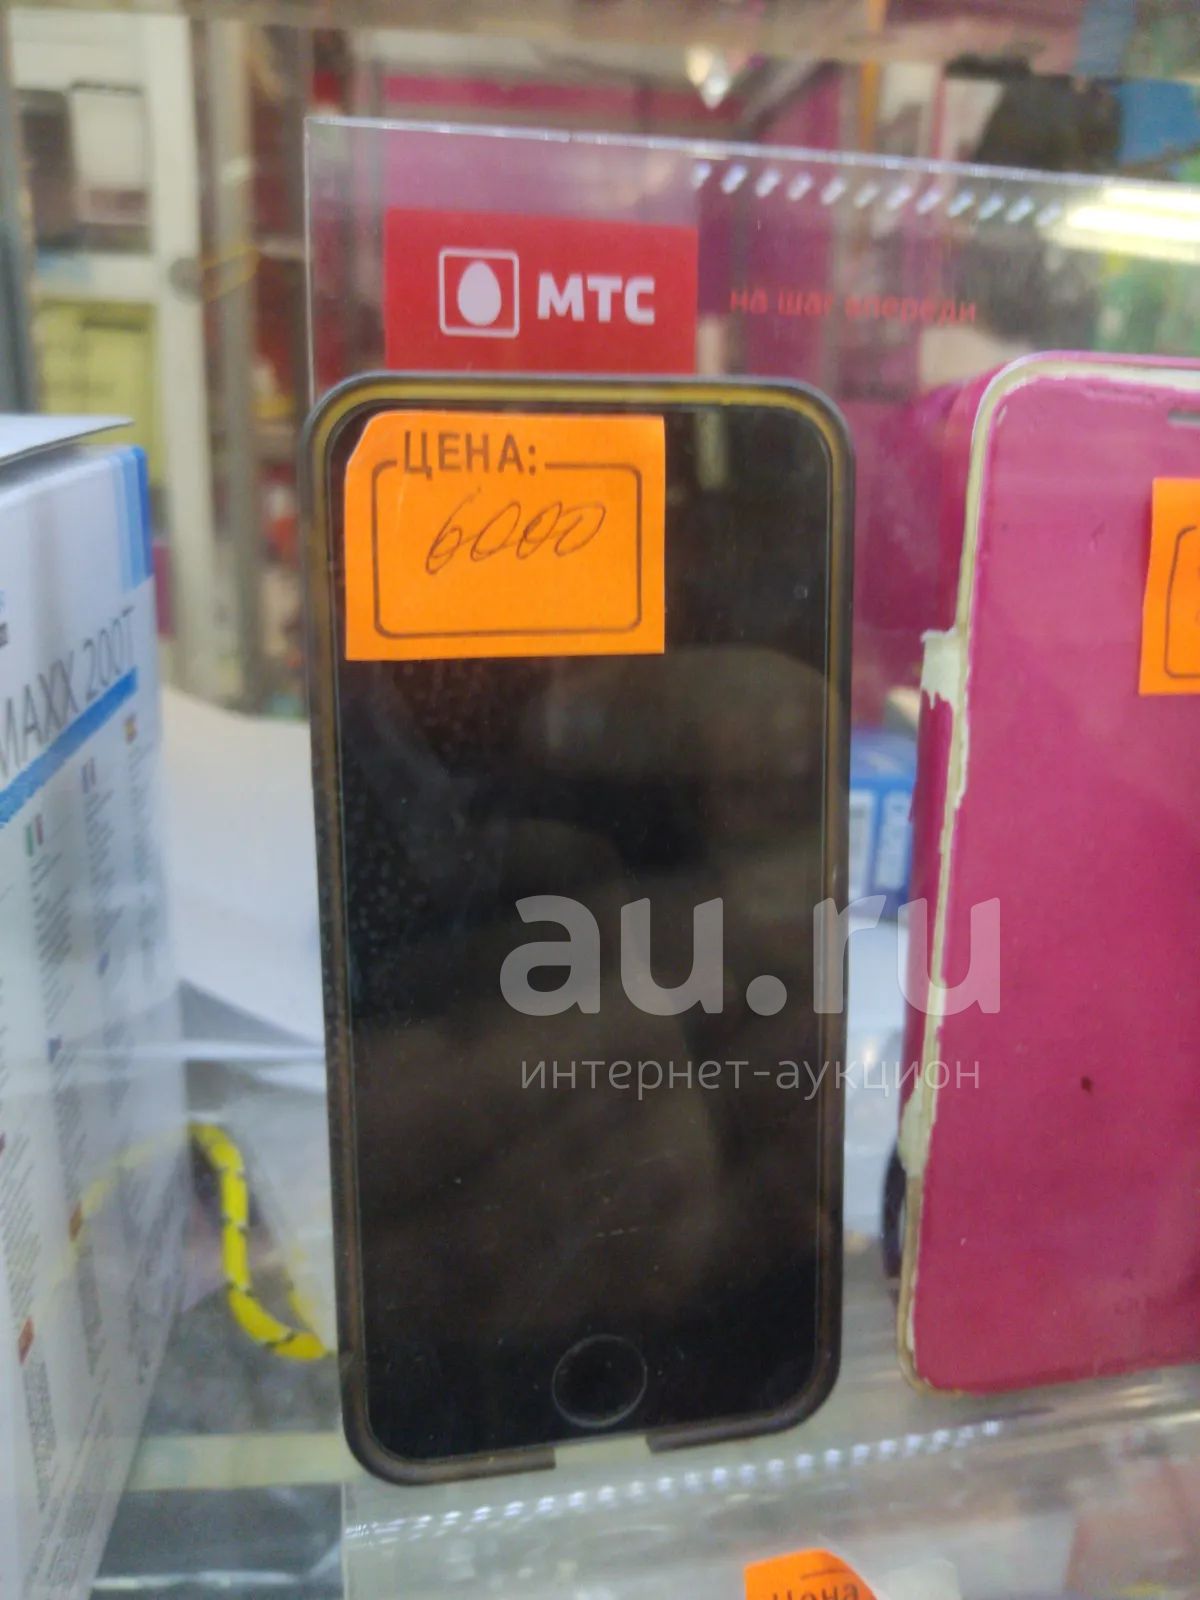 МТС
на шаг впереди
ЦЕНА:
6000
MAXX 200T
au.ru
интернет-аукцион